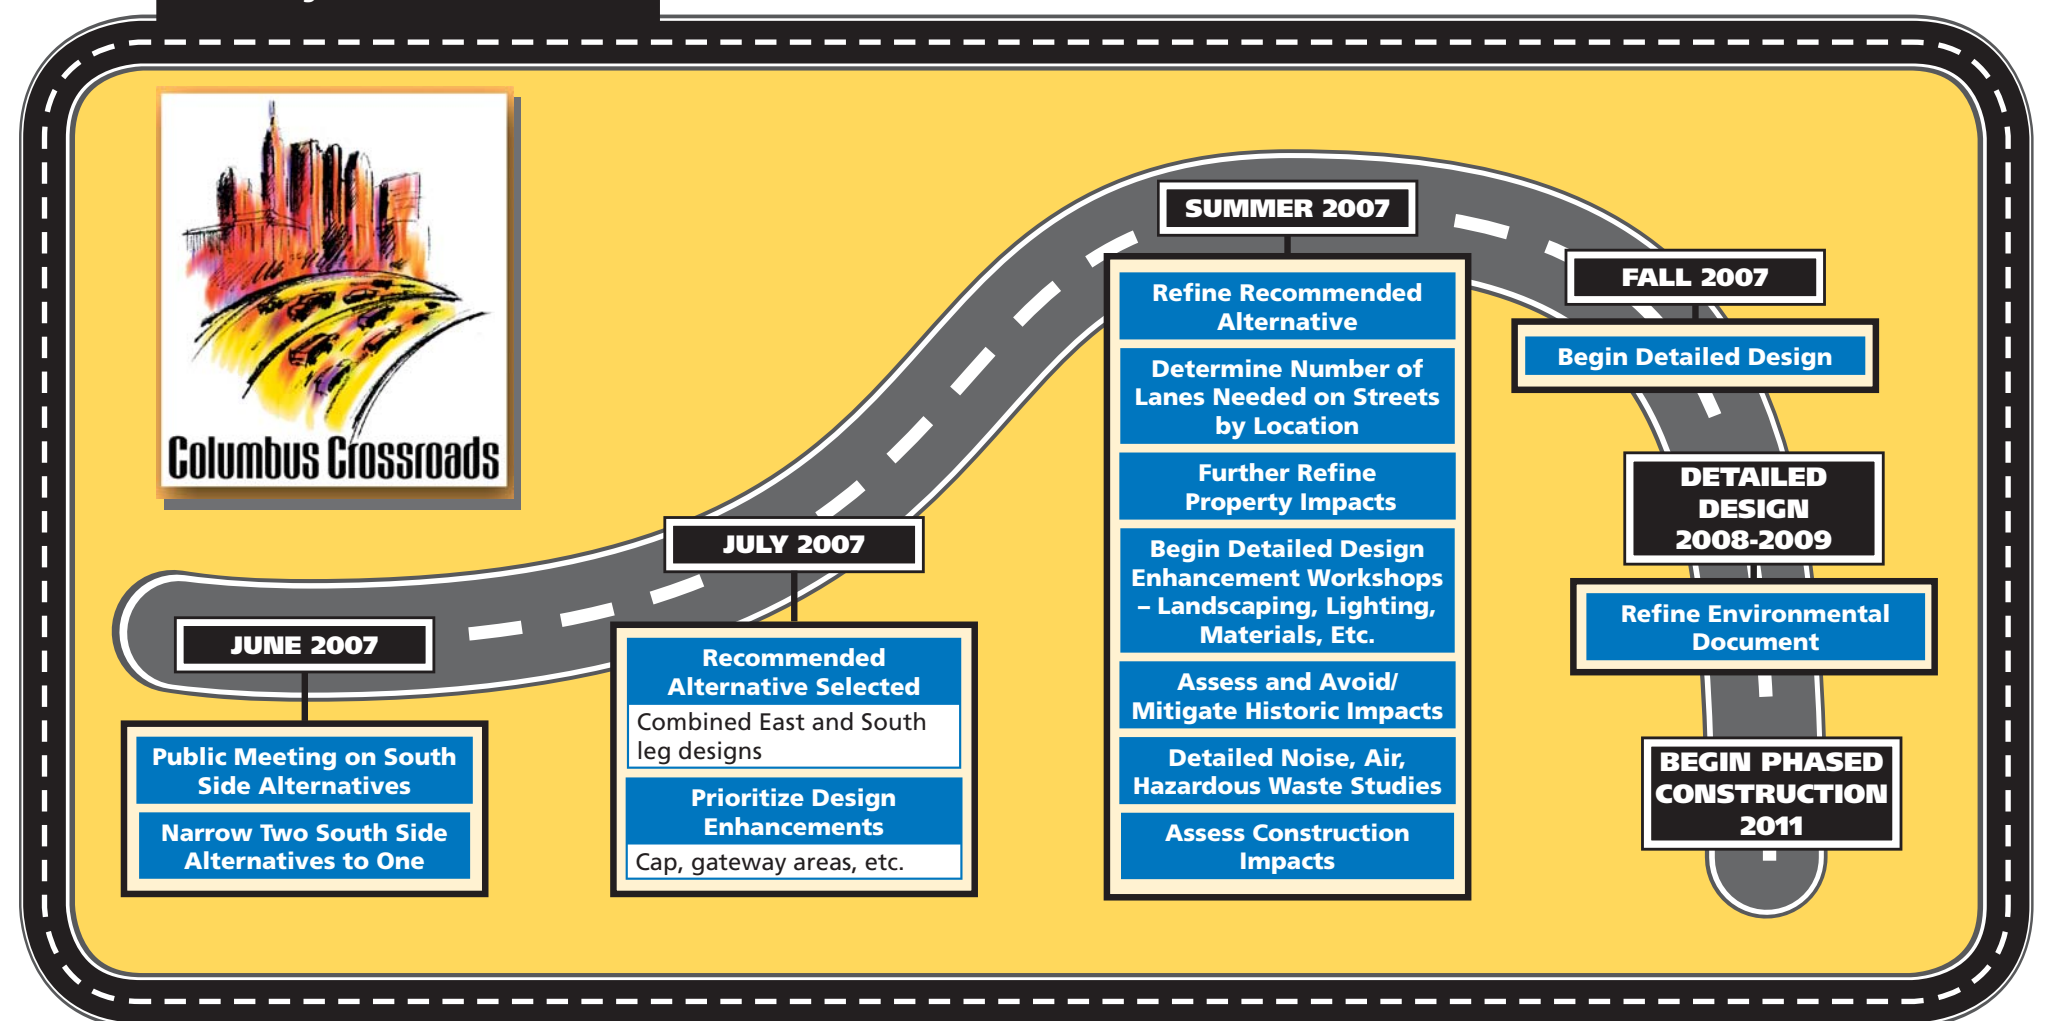 Columbus Crossroads
JUNE 2007
Public Meeting on South
Side Alternatives
Narrow Two South Side
Alternatives to One
JULY 2007
Recommended
Alternative Selected
Combined East and South
leg designs
Prioritize Design
Enhancements
Cap, gateway areas, etc.
SUMMER 2007
Refine Recommended
Alternative
Determine Number of
Lanes Needed on Streets
by Location
Further Refine
Property Impacts
Begin Detailed Design
Enhancement Workshops
– Landscaping, Lighting,
Materials, Etc.
Assess and Avoid/
Mitigate Historic Impacts
Detailed Noise, Air,
Hazardous Waste Studies
Assess Construction
Impacts
FALL 2007
Begin Detailed Design
DETAILED
DESIGN
2008-2009
Refine Environmental
Document
BEGIN PHASED
CONSTRUCTION
2011